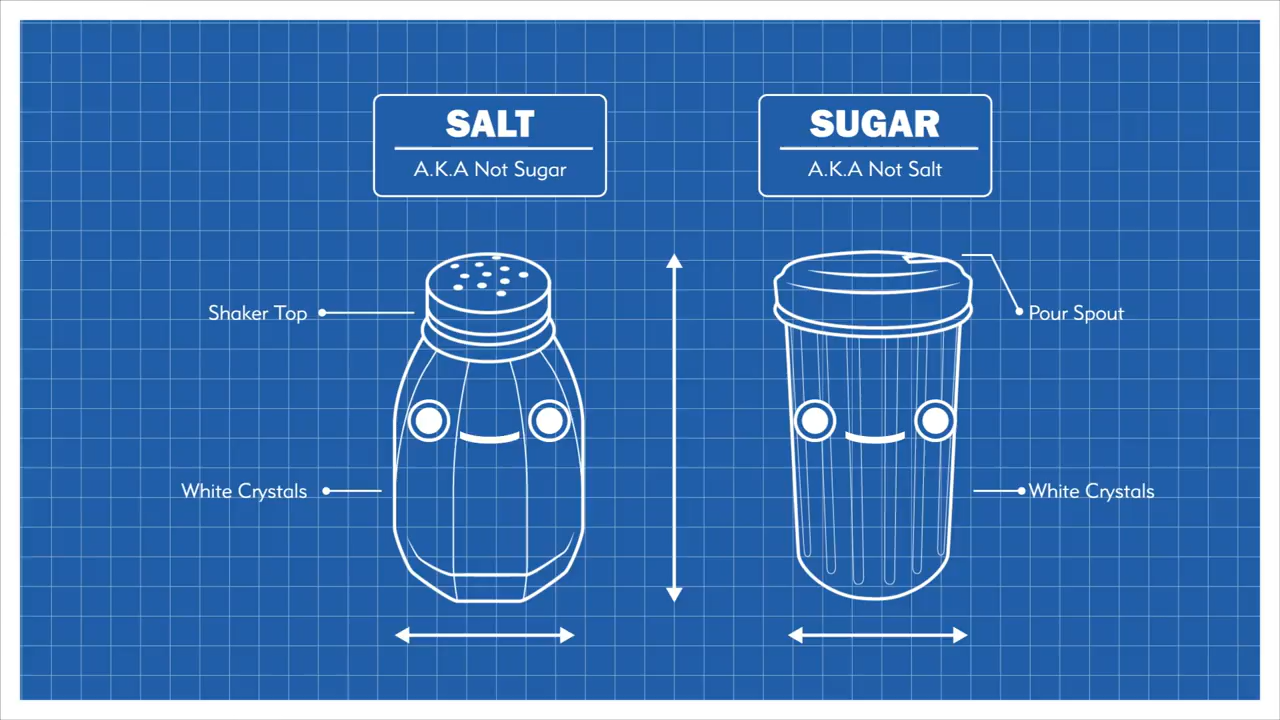 SALT
A.K.A Not Sugar
SUGAR
A.K.A Not Salt
Shaker Top
Pour Spout
White Crystals
White Crystals